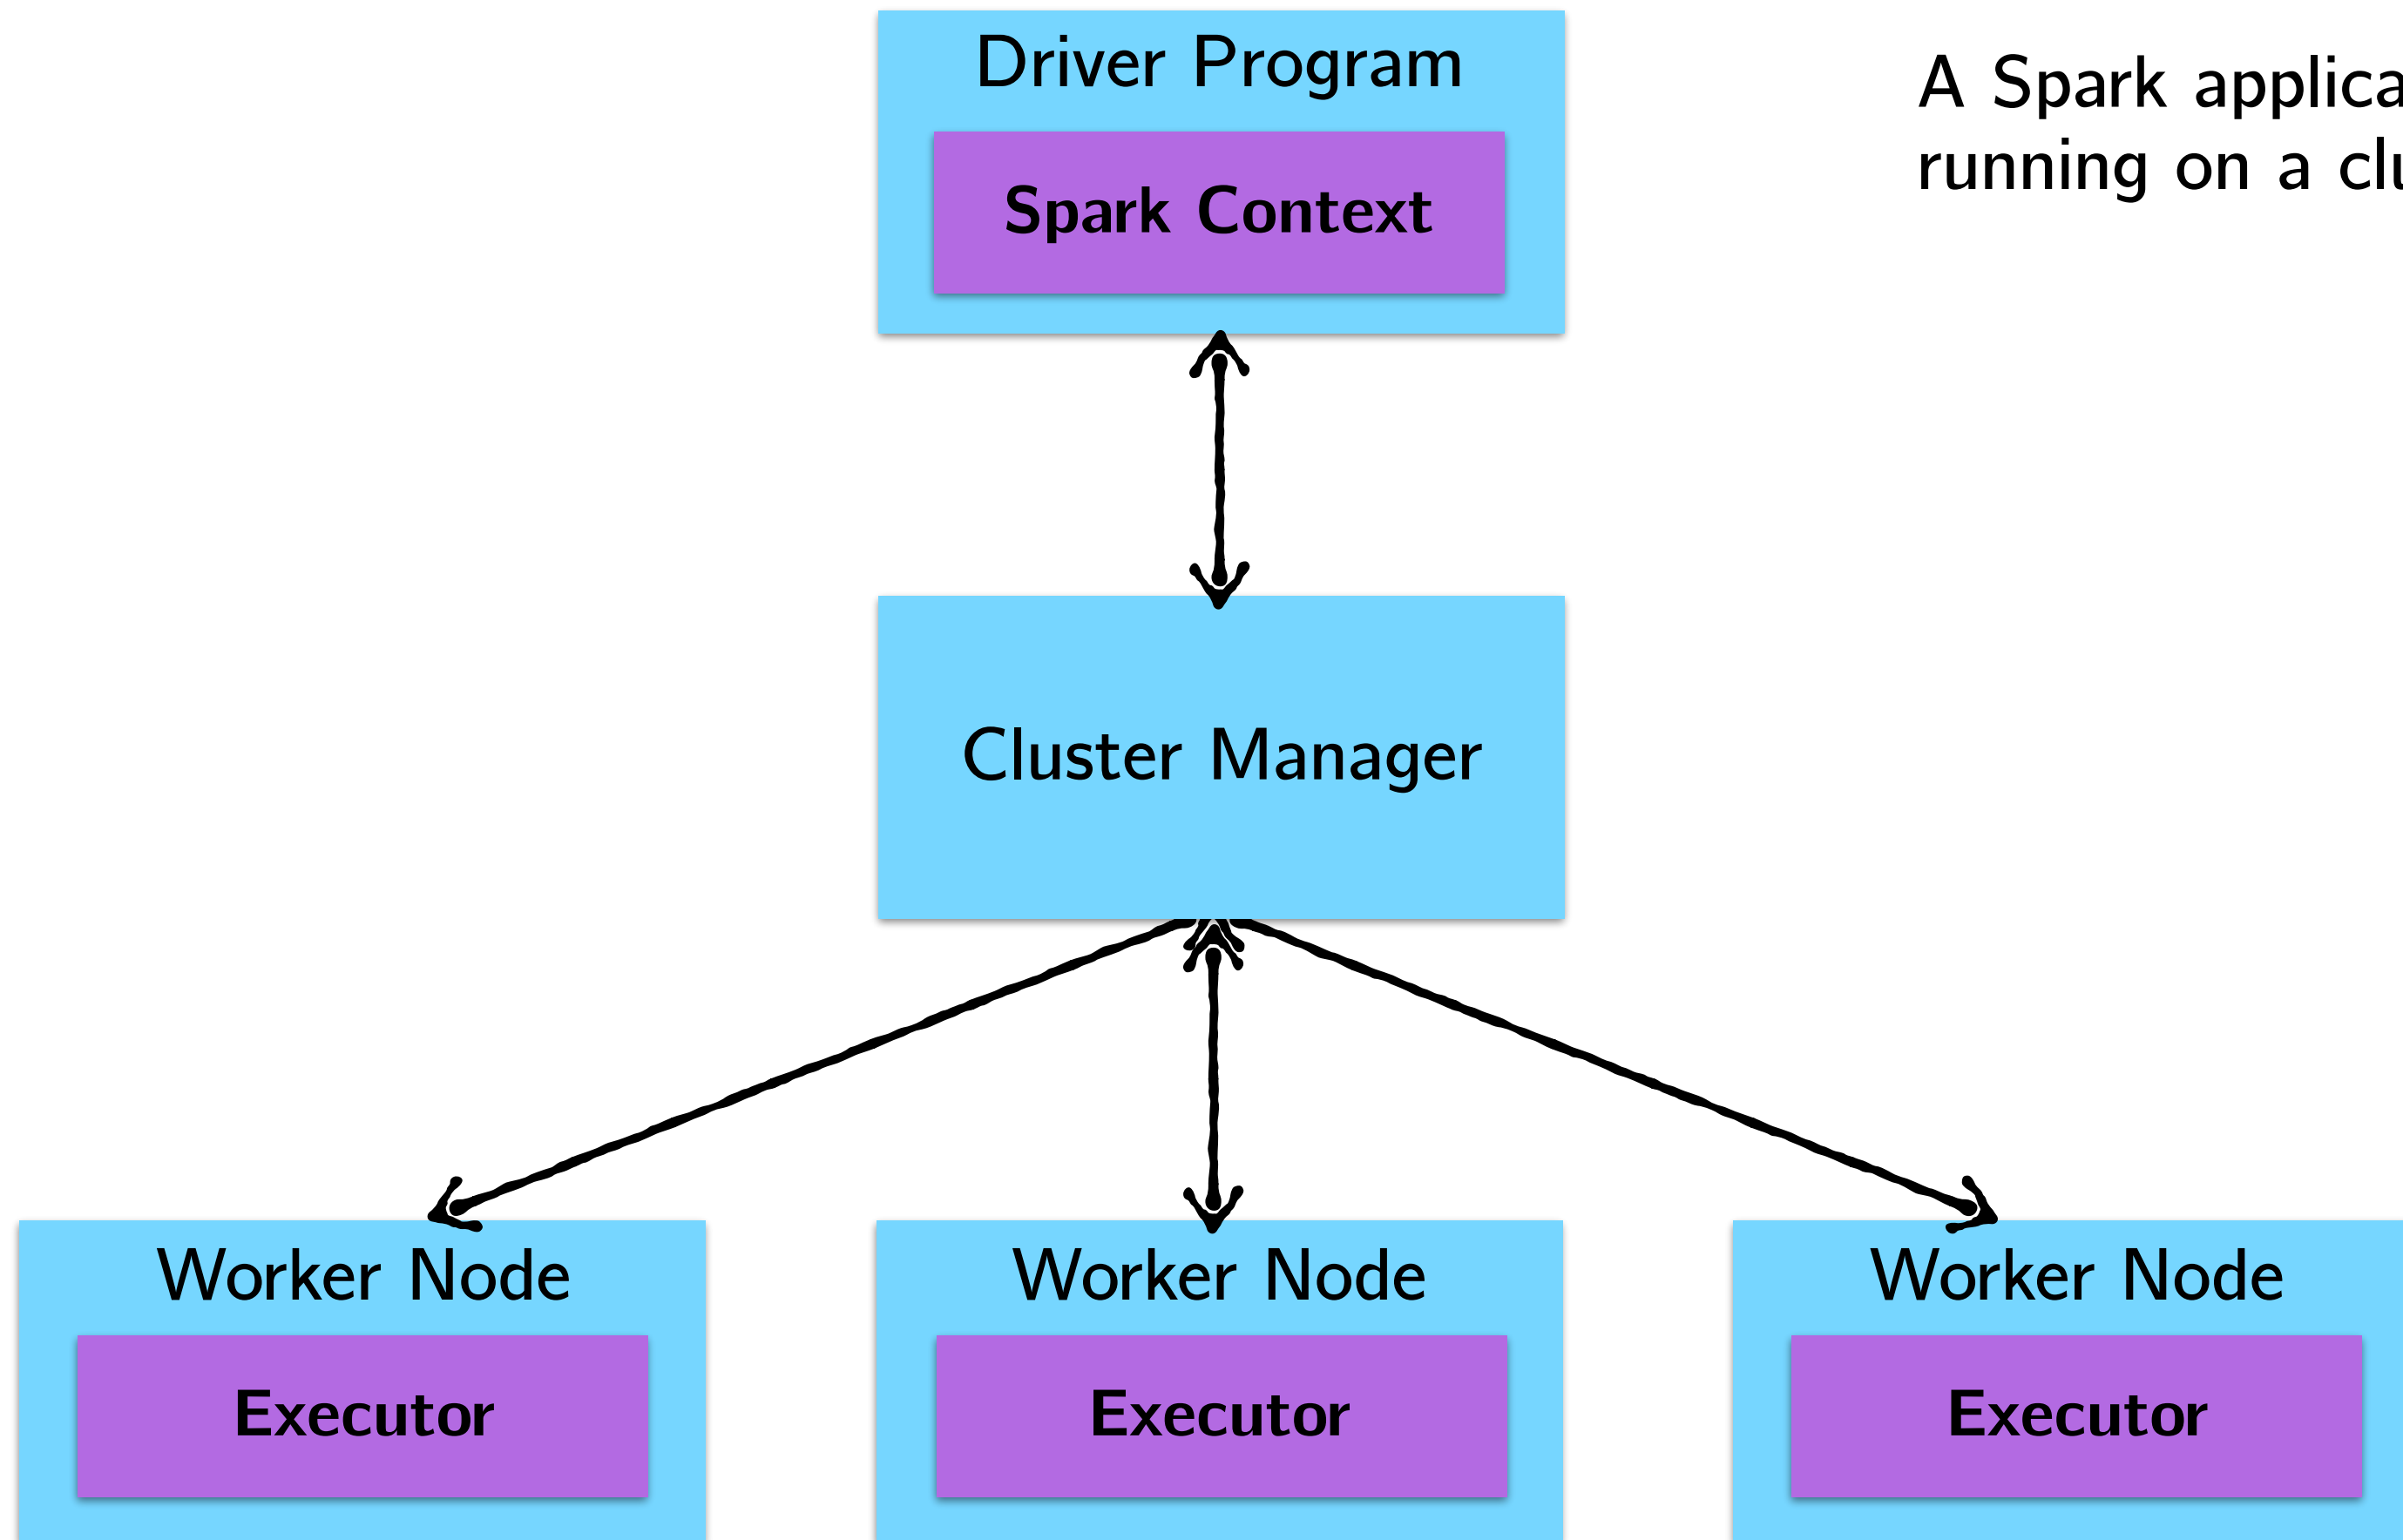 Driver Program
Spark Context
A Spark
running on a
Cluster Manager
Worker Node
Worker Node
Worker Node
Executor
Executor
Executor